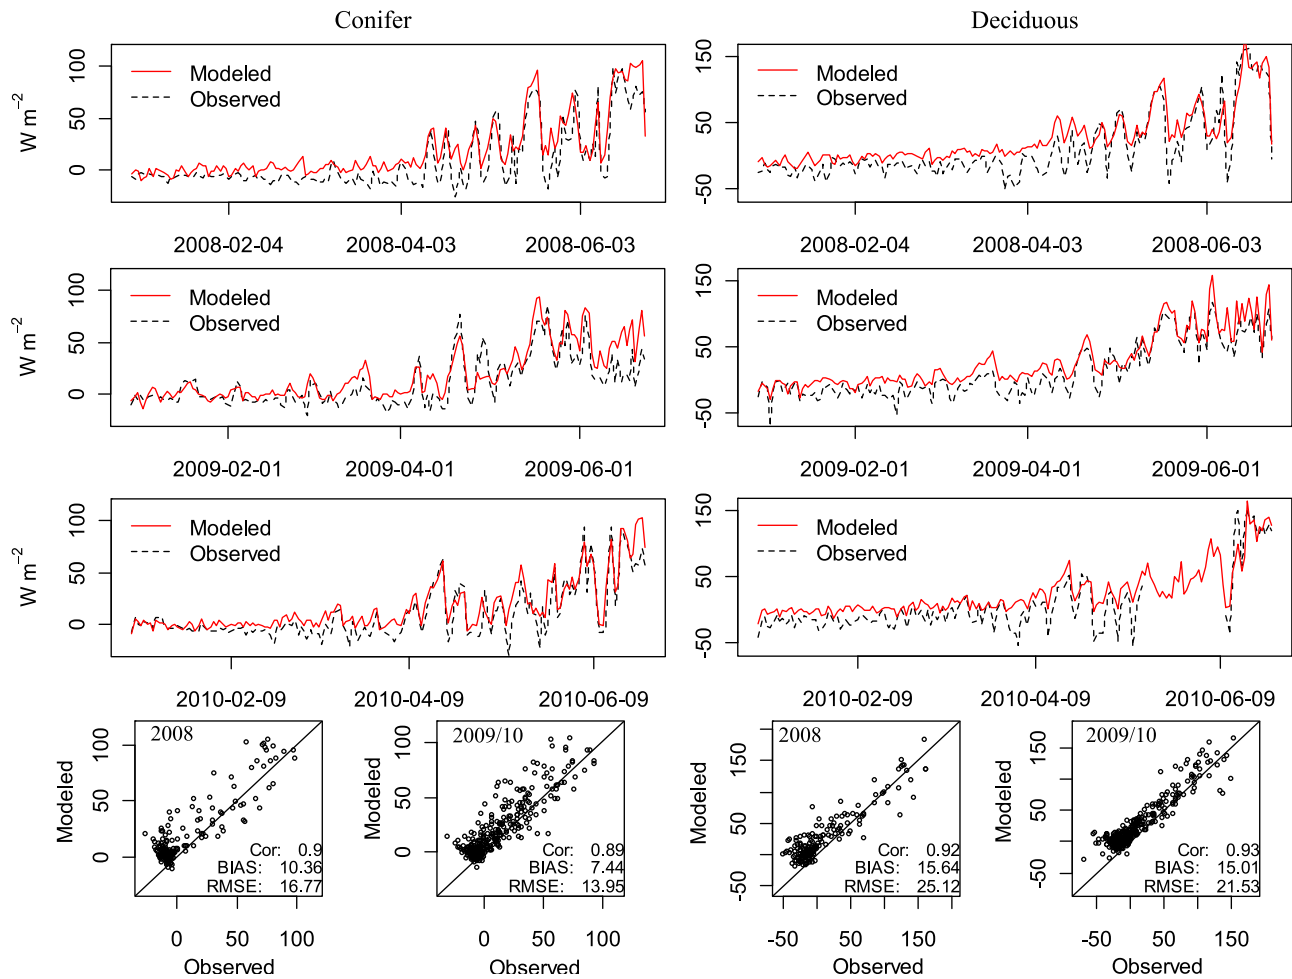 Conifer
Deciduous
W m−2
100
50
0
Modeled
Observed
2008-02-04
2008-04-03
2008-06-03
150
50
-50
Modeled
Observed
2008-02-04
2008-04-03
2008-06-03
W m−2
100
50
0
Modeled
Observed
2009-02-01
2009-04-01
2009-06-01
150
50
-50
Modeled
Observed
2009-02-01
2009-04-01
2009-06-01
W m−2
100
50
0
Modeled
Observed
2010-02-09
2010-04-09
2010-06-09
150
50
-50
Modeled
Observed
2010-02-09
2010-04-09
2010-06-09
Modeled
100
50
0
2008
Cor: 0.9
BIAS: 10.36
RMSE: 16.77
0 50 100
Observed
Modeled
100
50
0
2009/10
Cor: 0.89
BIAS: 7.44
RMSE: 13.95
0 50 100
Observed
Modeled
150
50
-50
2008
Cor: 0.92
BIAS: 15.64
RMSE: 25.12
-50 50 150
Observed
Modeled
150
50
-50
2009/10
Cor: 0.93
BIAS: 15.01
RMSE: 21.53
-50 50 150
Observed